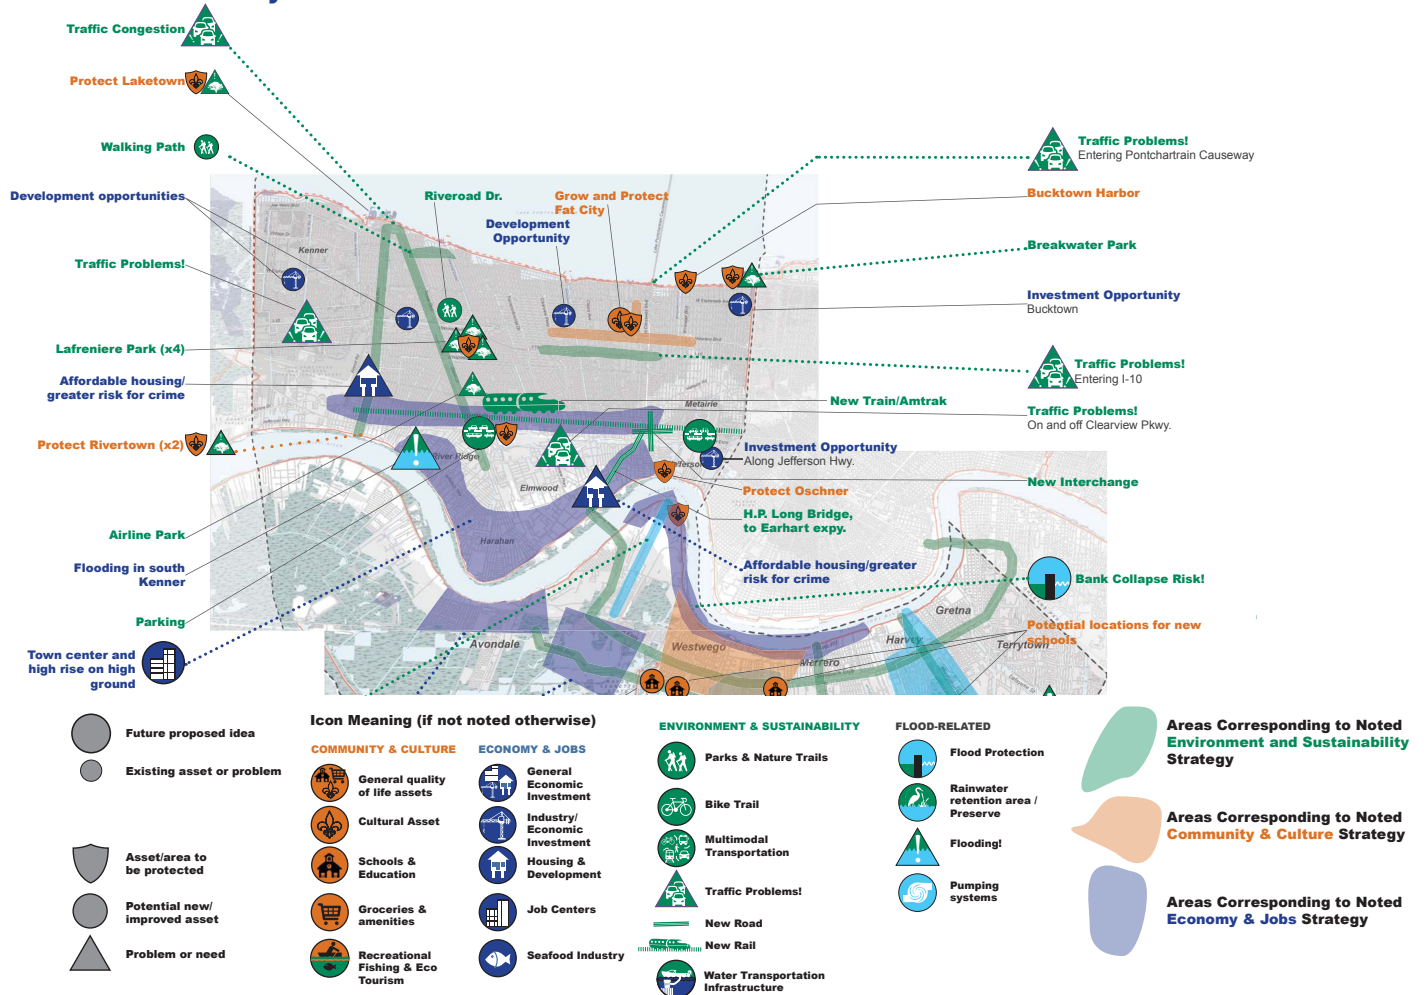 Traffic Congestion
Protect Laketown
Walking Path
Development opportunities
Traffic Problems!
Lafreniere Park (x4)
Affordable housing/
greater risk for crime
Protect Rivertown (x2)
Airline Park
Flooding in south
Kenner
Parking
Town center and
high rise on high
ground
Riveroad Dr.
Grow and Protect
Fat City
Development
Opportunity
Kenner
Metairie
River Ridge
Elmwood
Harahan
Jefferson
Avondale
Westwego
Marrero
Harvey
Gretna
Terrytown
Traffic Problems!
Entering Pontchartrain Causeway
Bucktown Harbor
Breakwater Park
Investment Opportunity
Bucktown
Traffic Problems!
Entering I-10
New Train/Amtrak
Traffic Problems!
On and off Clearview Pkwy.
Investment Opportunity
Along Jefferson Hwy.
New Interchange
Protect Oschner
H.P. Long Bridge,
to Earhart expy.
Affordable housing/greater
risk for crime
Bank Collapse Risk!
Potential locations for new
schools
Future proposed idea
Existing asset or problem
Asset/area to
be protected
Potential new/
improved asset
Problem or need
Icon Meaning (if not noted otherwise)
COMMUNITY & CULTURE
General quality
of life assets
Cultural Asset
Schools &
Education
Groceries &
amenities
Recreational
Fishing & Eco
Tourism
ECONOMY & JOBS
General
Economic
Investment
Industry/
Economic
Investment
Housing &
Development
Job Centers
Seafood Industry
ENVIRONMENT & SUSTAINABILITY
Parks & Nature Trails
Bike Trail
Multimodal
Transportation
Traffic Problems!
New Road
New Rail
Water Transportation
Infrastructure
FLOOD-RELATED
Flood Protection
Rainwater
retention area /
Preserve
Flooding!
Pumping
systems
Areas Corresponding to Noted
Environment and Sustainability
Strategy
Areas Corresponding to Noted
Community & Culture Strategy
Areas Corresponding to Noted
Economy & Jobs Strategy